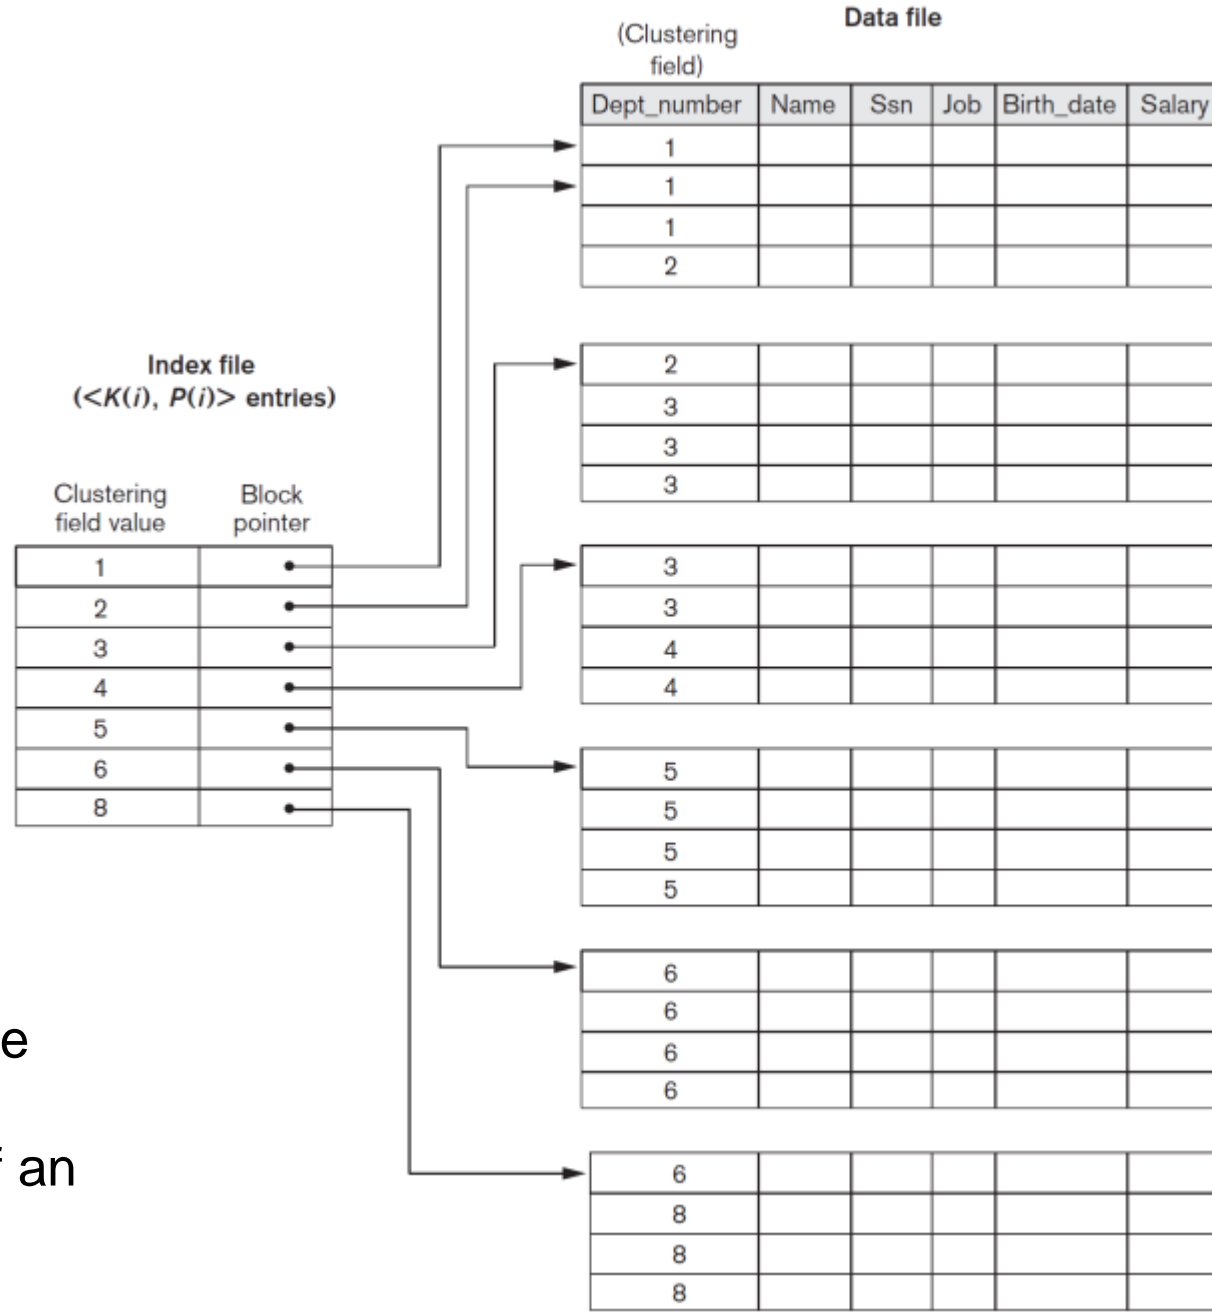 Data file
(Clustering
field)
Dept_number Name Ssn Job Birth_date Salary
1
1
1
2
2
3
3
3
3
3
4
4
5
5
5
5
6
6
6
6
6
8
8
8
Index file
(<K(i), P(i)> entries)
Clustering
field value
Block
pointer
1
2
3
4
5
6
8
e
f an